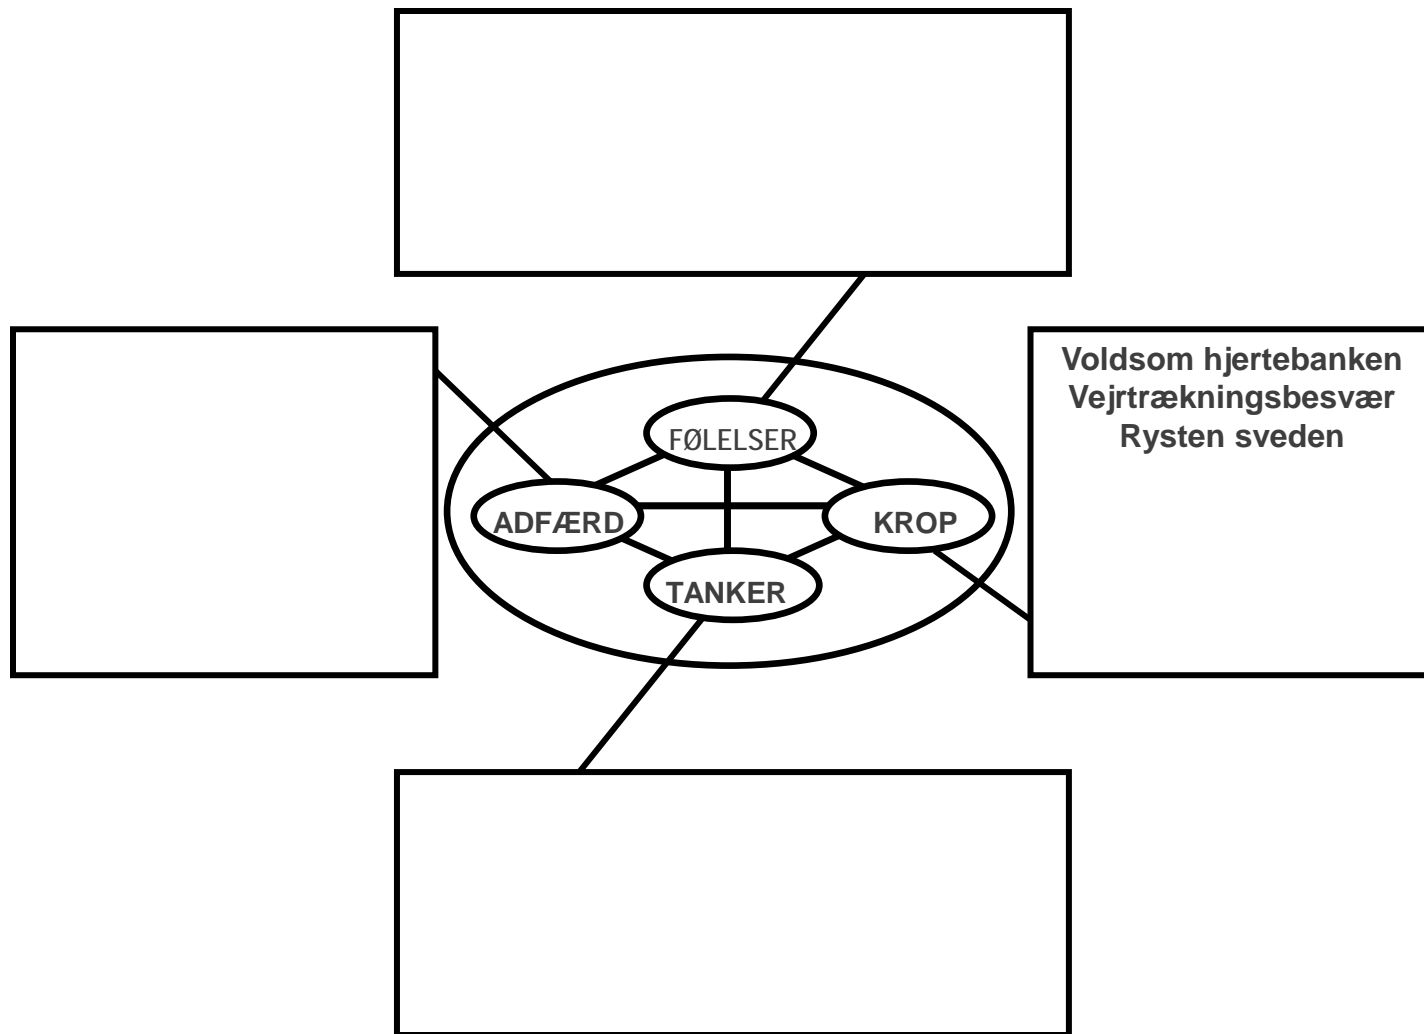 Voldsom hjertebanken
Vejrtrækningsbesvær
Rysten sveden
FØLELSER
ADFÆRD
KROP
TANKER